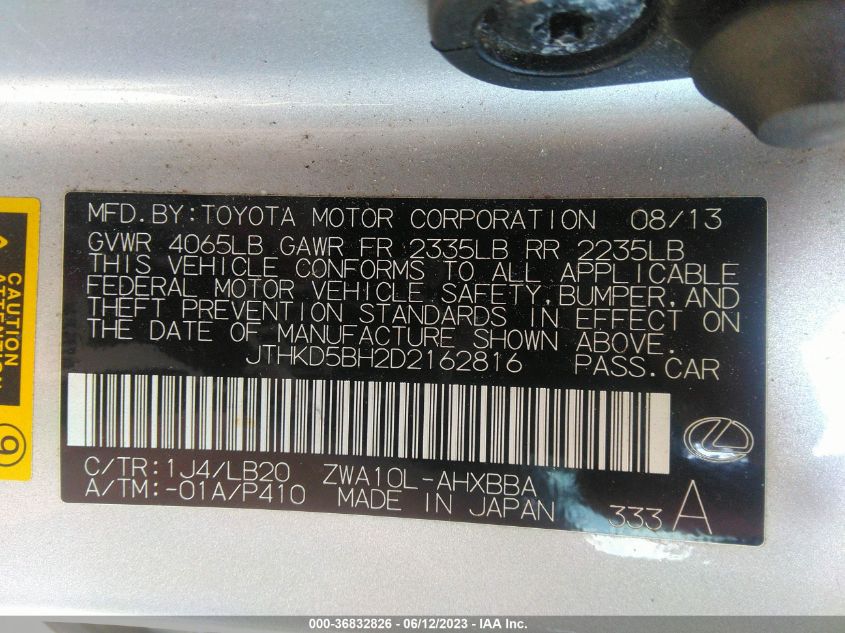 MFD.BY:TOYOTA MOTOR CORPORATION 08/13
GVWR 4065LB GAWR FR 2335LB RR 2235LB
THIS VEHICLE CONFORMS TO ALL APPLICABLE
FEDERAL MOTOR VEHICLE SAFETY,BUMPER,AND
THEFT PREVENTION STANDARDS IN EFFECT ON
THE DATE OF MANUFACTURE SHOWN ABOVE.
JTHKD5BH2D2162816 PASS.CAR
C/TR:1J4/LB20 ZWA10L-AHXBBA
A/TM:-01A/P410 MADE IN JAPAN 333 A
CAUTION
9
000-36832826 - 06/12/2023 - IAA Inc.